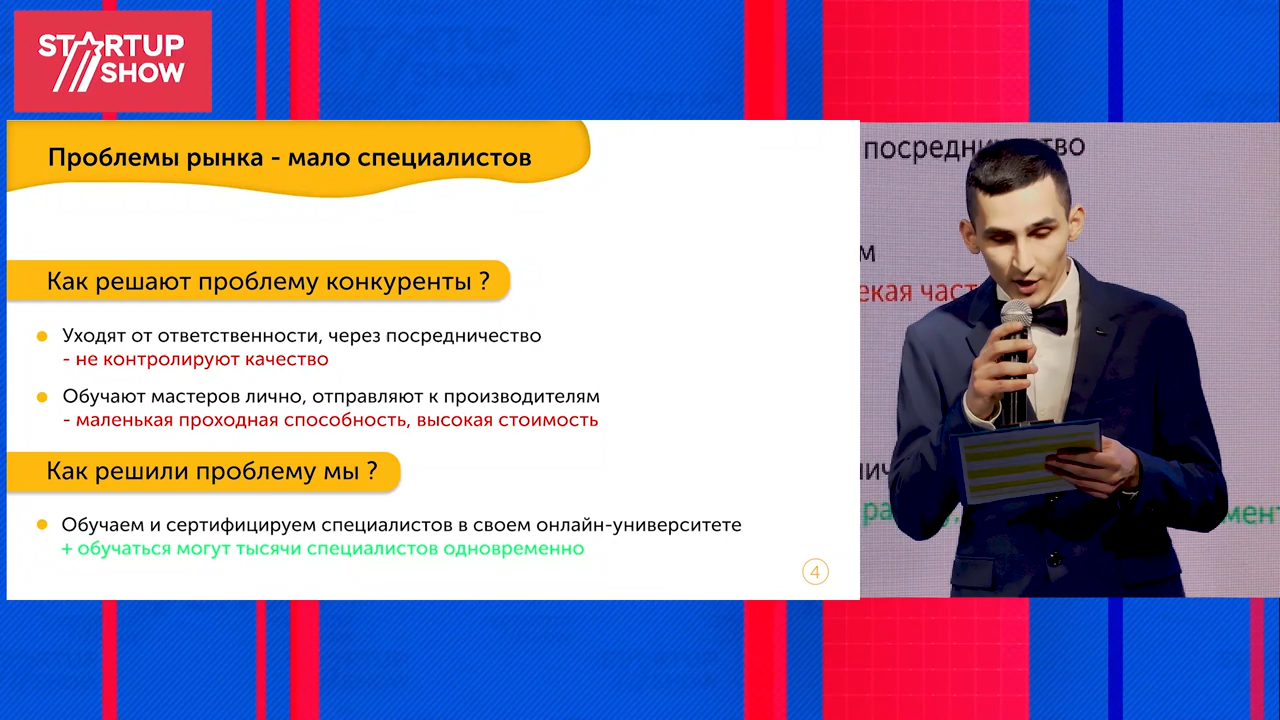 STARTUP
SHOW
Проблемы рынка - мало специалистов
Как решают проблему конкуренты ?
Уходят от ответственности, через посредничество
- не контролируют качество
Обучают мастеров лично, отправляют к производителям
- маленькая проходная способность, высокая стоимость
Как решили проблему мы ?
Обучаем и сертифицируем специалистов в своем онлайн-университете
+ обучаться могут тысячи специалистов одновременно
4